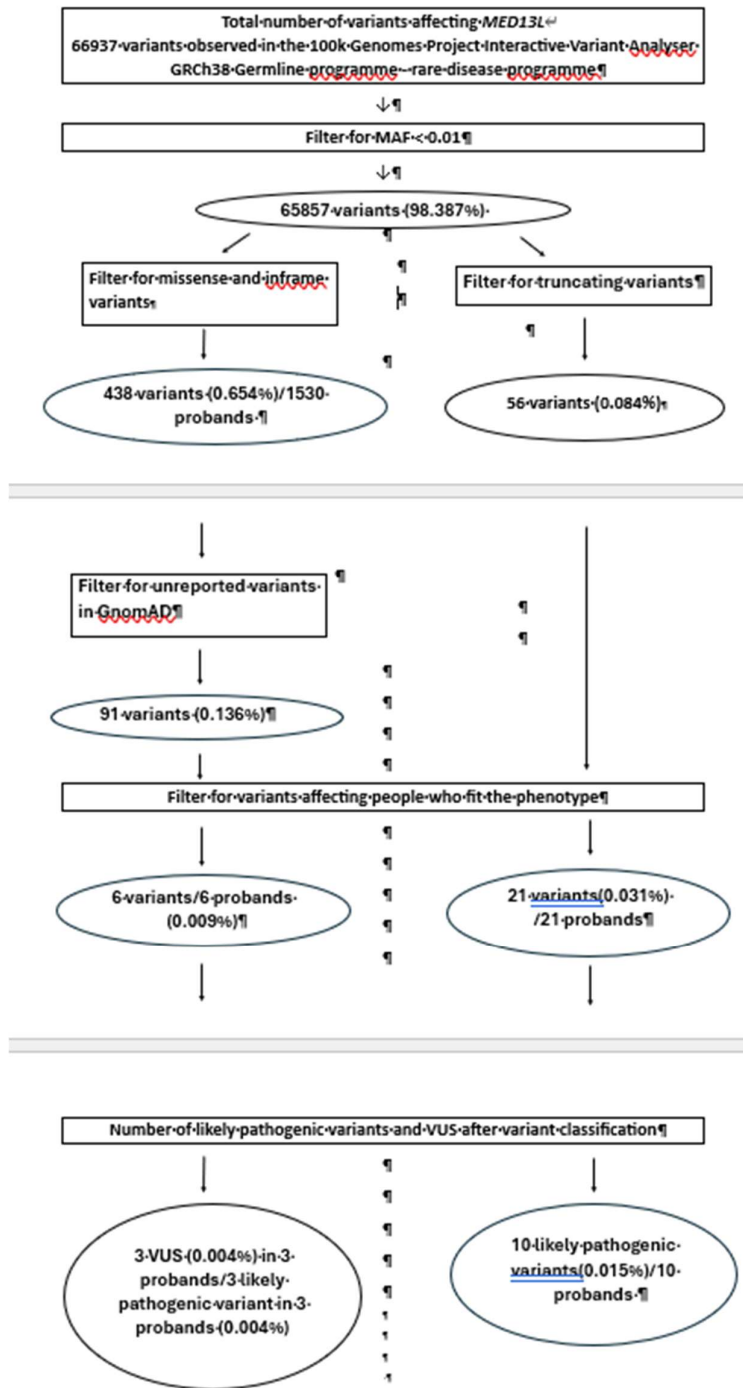 Total number of variants affecting MED13L
66937 variants observed in the 100k Genomes Project Interactive Variant Analyser
GRCh38 Germline programme – rare disease programme¶
↓¶
Filter for MAF < 0.01¶
↓¶
65857 variants (98.387%)
Filter for missense and inframe
variants
Filter for truncating variants¶
438 variants (0.654%)/1530
probands ¶
56 variants (0.084%)
Filter for unreported variants
in GnomAD¶
91 variants (0.136%)¶
Filter for variants affecting people who fit the phenotype¶
6 variants/6 probands
(0.009%)¶
21 variants(0.031%)
/21 probands¶
Number of likely pathogenic variants and VUS after variant classification¶
3 VUS (0.004%) in 3
probands/3 likely
pathogenic variant in 3
probands (0.004%)
10 likely pathogenic
variants(0.015%)/10
probands ¶